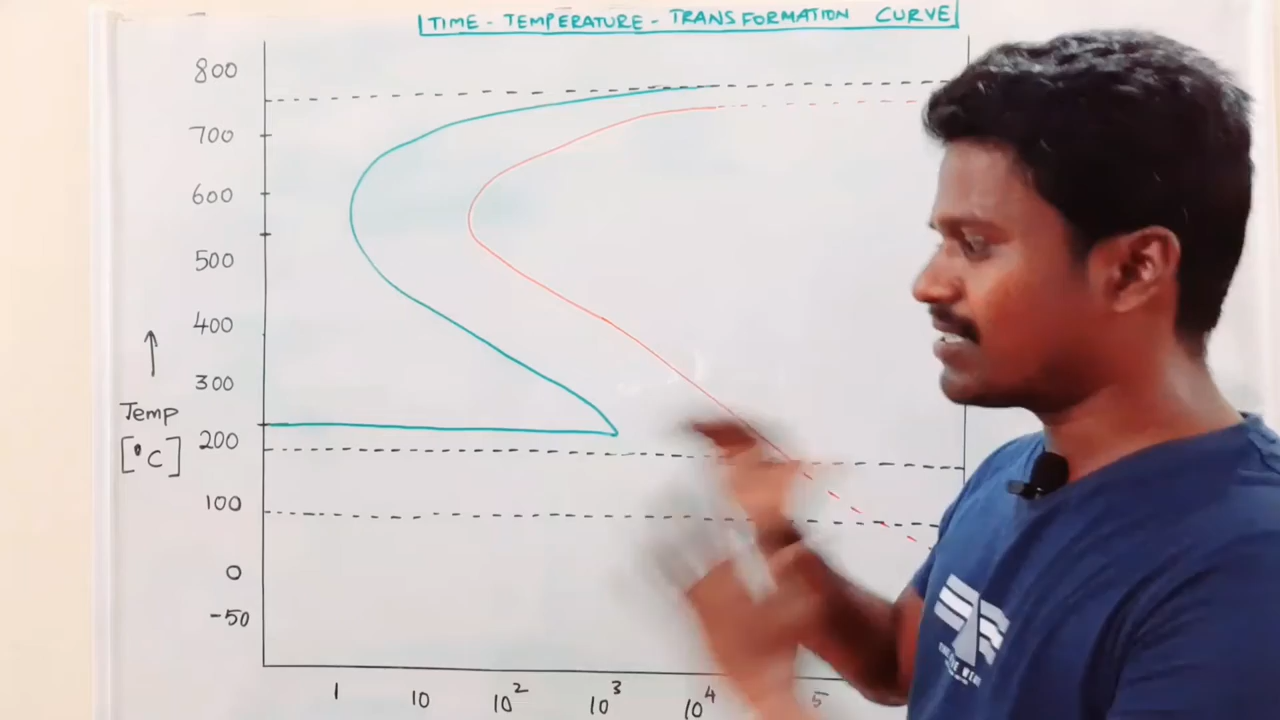 TIME - TEMPERATURE - TRANSFORMATION CURVE
800
700
600
500
400
300
Temp
200
[°C]
100
0
-50
1 10 10² 10³ 10⁴ 5